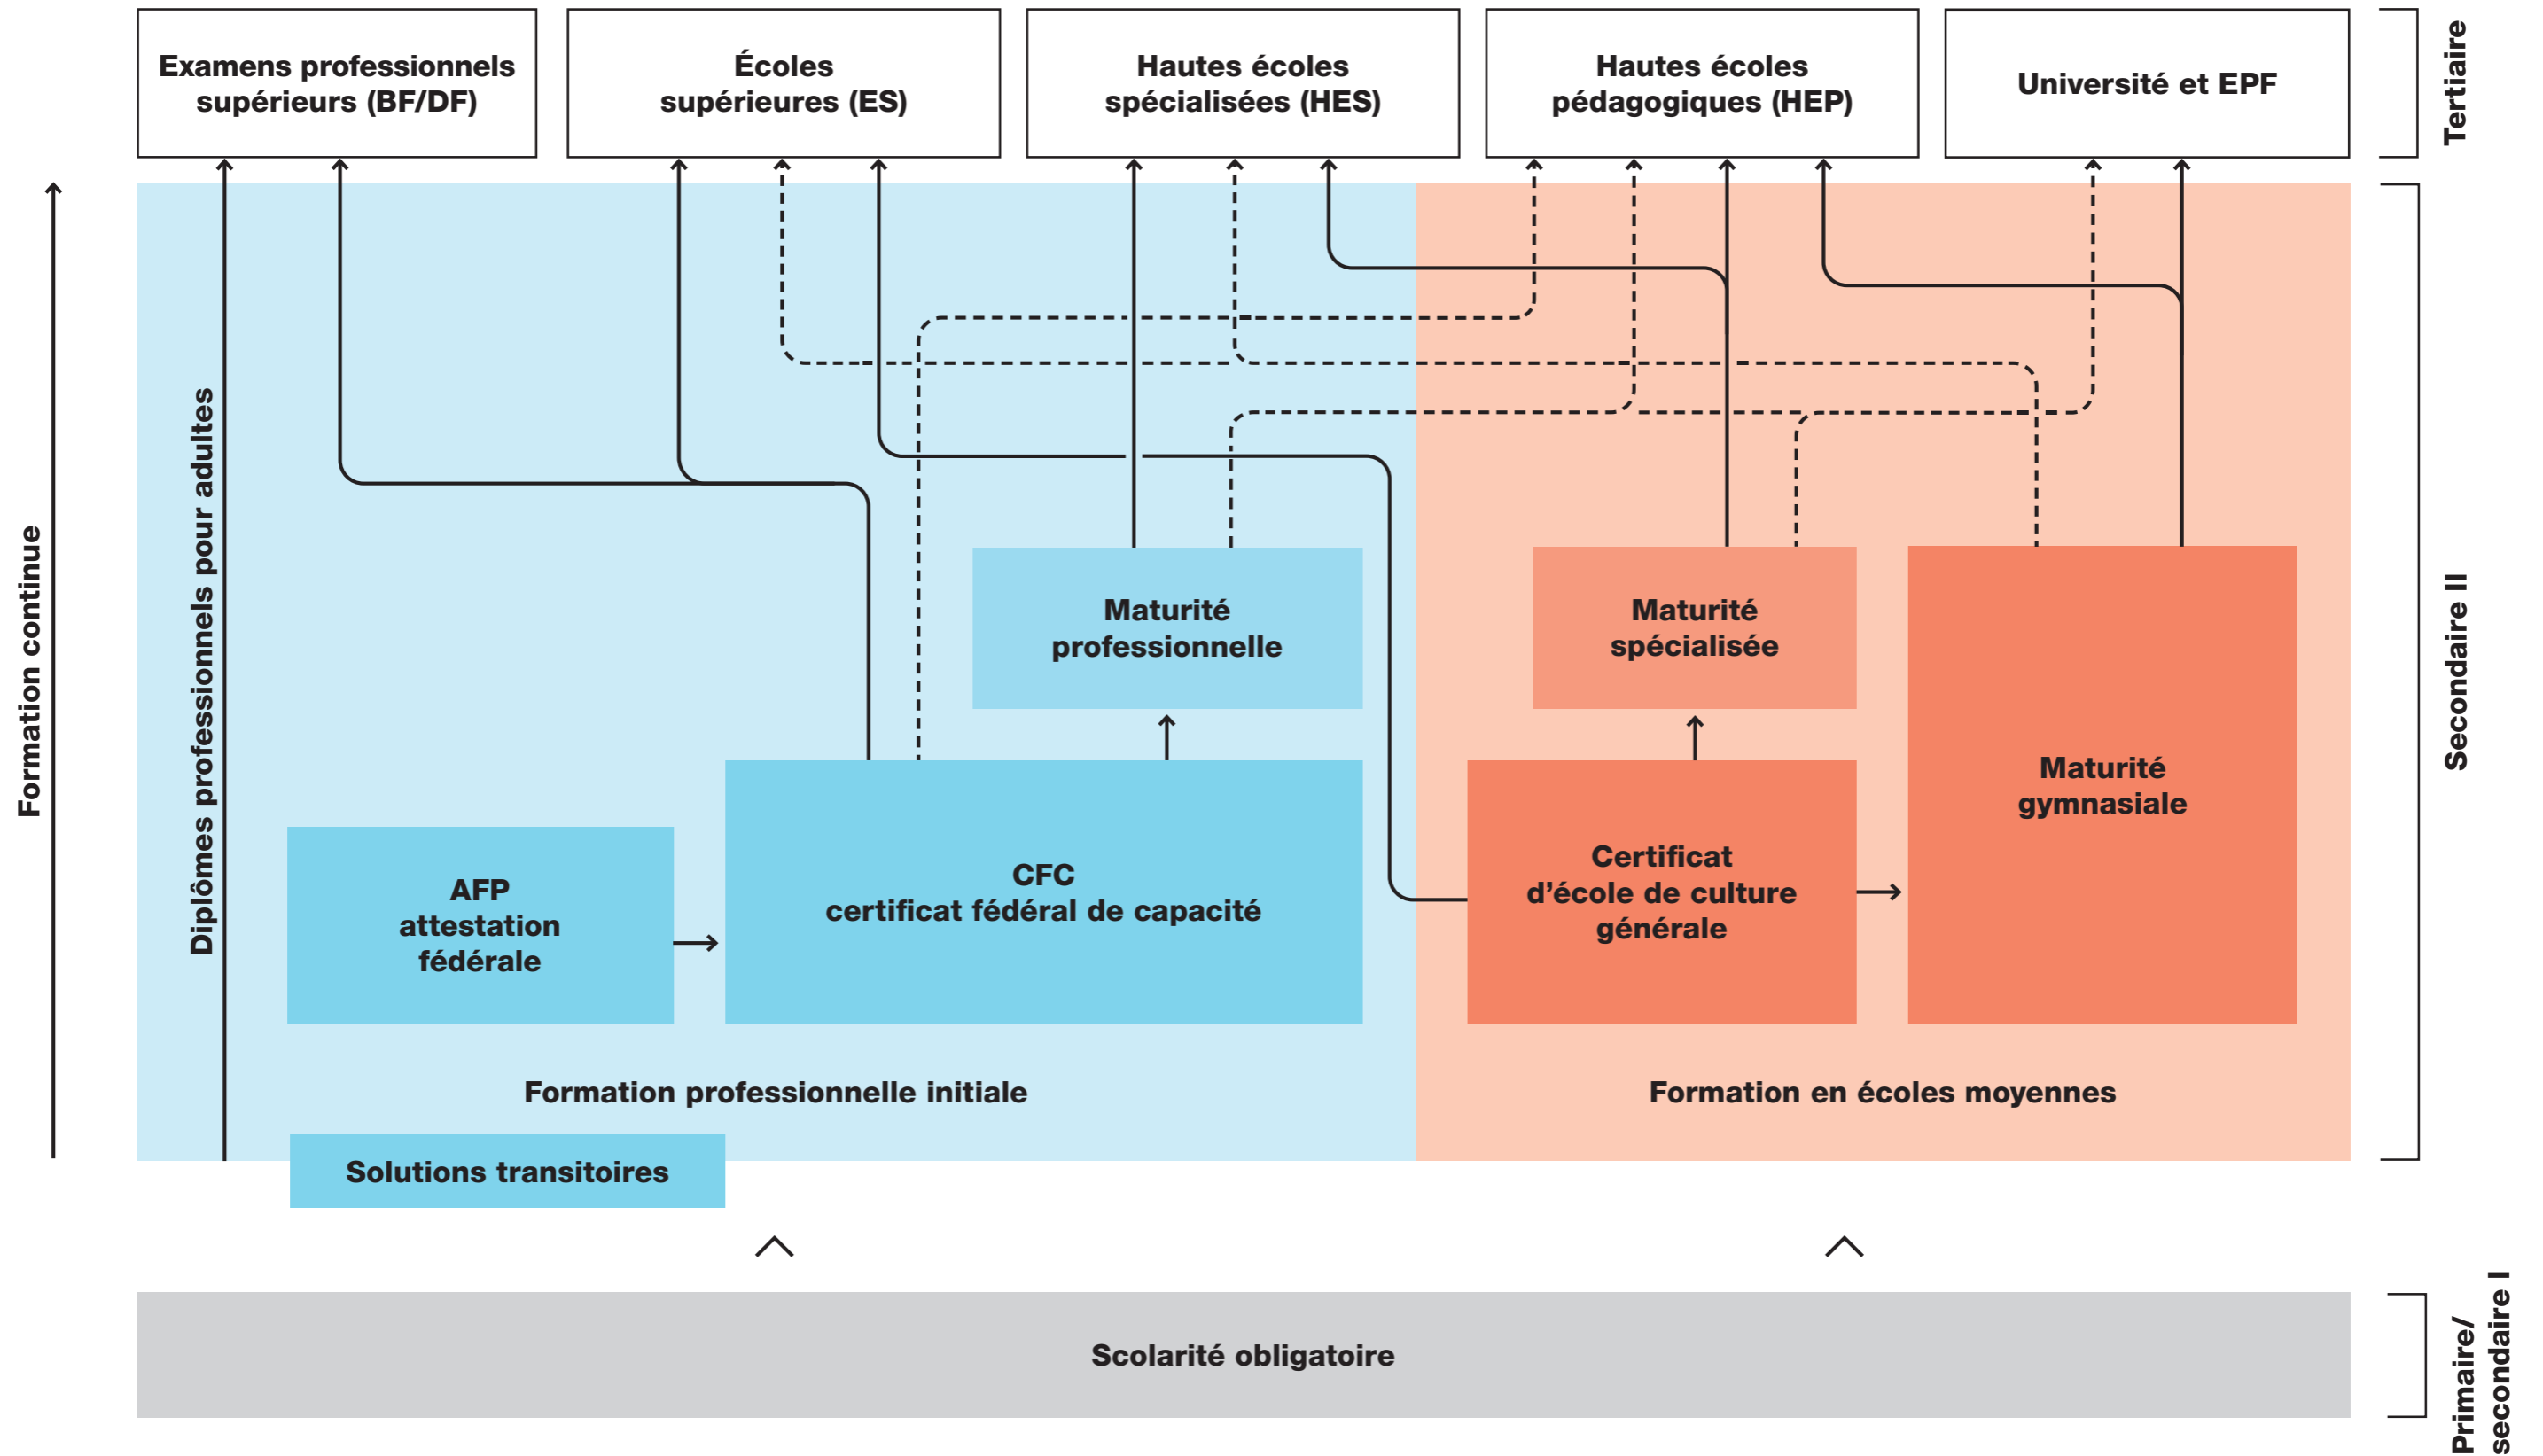 Examens professionnels
supérieurs (BF/DF)
Écoles
supérieures (ES)
Hautes écoles
spécialisées (HES)
Hautes écoles
pédagogiques (HEP)
Université et EPF
Tertiaire
Formation continue
Diplômes professionnels pour adultes
Secondaire II
Maturité
professionnelle
Maturité
spécialisée
Maturité
gymnasiale
AFP
attestation
fédérale
CFC
certificat fédéral de capacité
Certificat
d’école de culture
générale
Formation professionnelle initiale
Formation en écoles moyennes
Solutions transitoires
Scolarité obligatoire
Primaire/
secondaire I